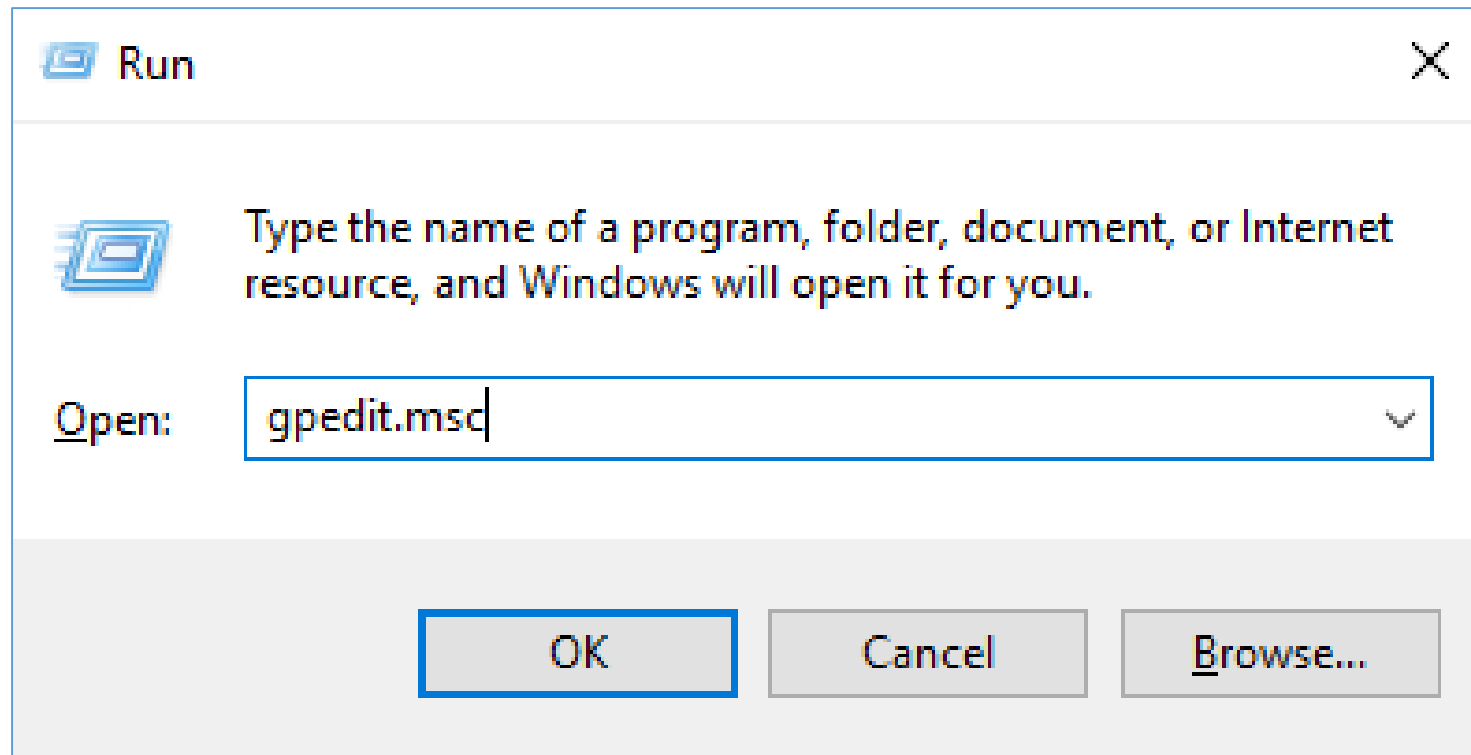 Run
Type the name of a program, folder, document, or Internet
resource, and Windows will open it for you.
Open:
gpedit.msc
OK
Cancel
Browse...